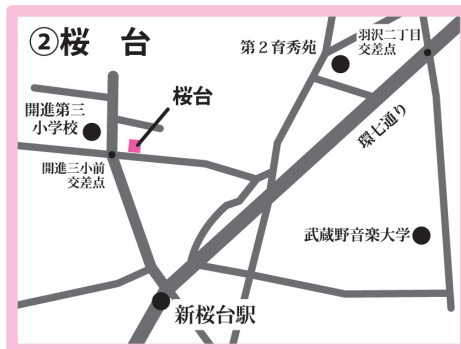 ②桜　台
第2育秀苑
羽沢二丁目
交差点
桜台
開進第三
小学校
環七通り
開進三小前
交差点
武蔵野音楽大学
新桜台駅